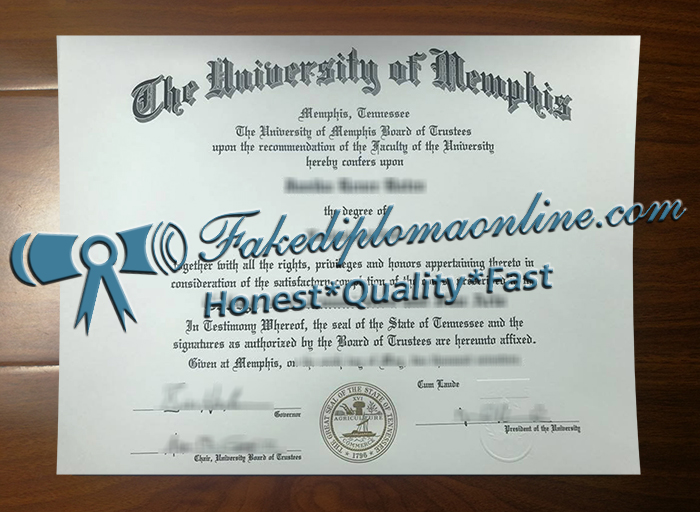 The University of Memphis
Memphis, Tennessee
The University of Memphis Board of Trustees
upon the recommendation of the Faculty of the University
hereby confers upon
the degree of
Fakediplomaonline.com
together with all the rights, privileges and honors appertaining thereto in
consideration of the satisfactory
Honest*Quality*Fast
In Testimony Whereof, the seal of the State of Tennessee and the
signatures as authorized by the Board of Trustees are hereunto affixed.
Given at Memphis,
Cum Laude
Governor
THE GREAT SEAL OF THE STATE OF TENNESSEE
XVI
AGRICULTURE
COMMERCE
1796
President of the University
Chair, University Board of Trustees